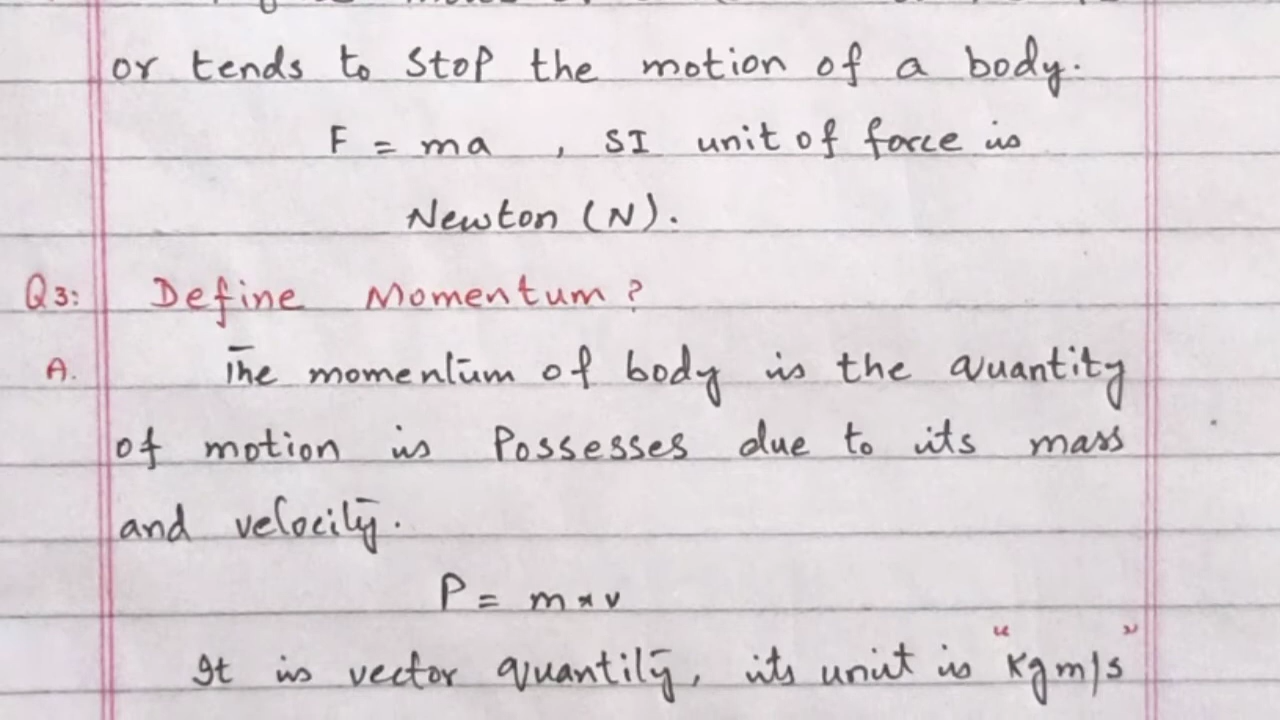 or tends to stop the motion of a body.
F = ma , SI unit of force is
Newton (N).
Q3: Define Momentum?
A. The momentum of body is the quantity
of motion is Possesses due to its mass
and velocity.
P = m × v
It is vector quantity, its unit is "Kgm/s"